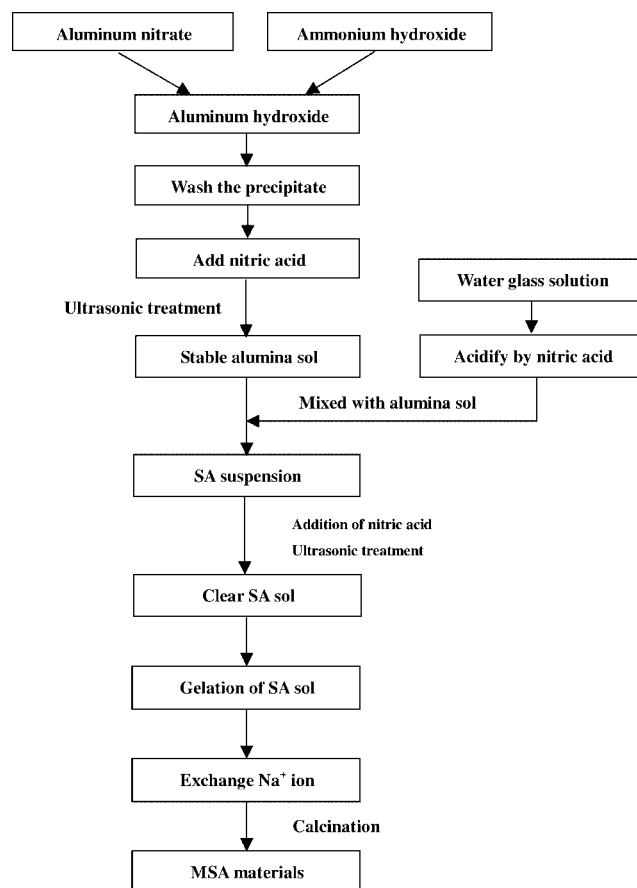 Aluminum nitrate
Ammonium hydroxide
Aluminum hydroxide
Wash the precipitate
Add nitric acid
Water glass solution
Ultrasonic treatment
Stable alumina sol
Acidify by nitric acid
Mixed with alumina sol
SA suspension
Addition of nitric acid
Ultrasonic treatment
Clear SA sol
Gelation of SA sol
Exchange Na⁺ ion
Calcination
MSA materials